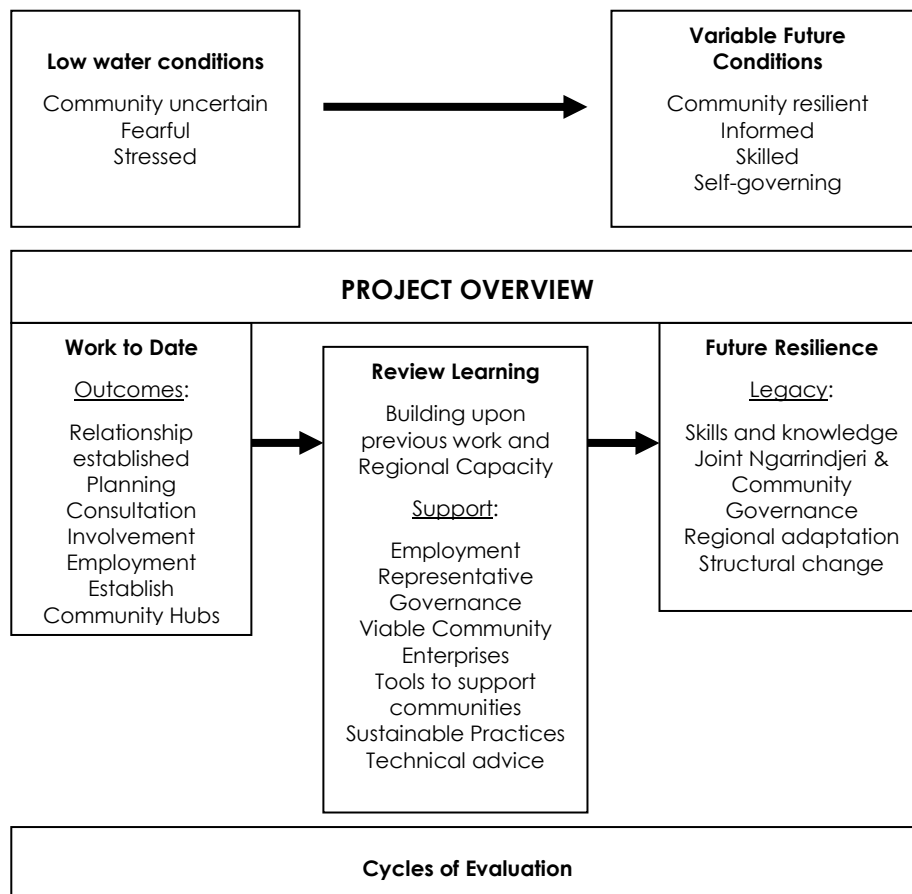 Low water conditions
Community uncertain
Fearful
Stressed
Variable Future
Conditions
Community resilient
Informed
Skilled
Self-governing
PROJECT OVERVIEW
Work to Date
Outcomes:
Relationship
established
Planning
Consultation
Involvement
Employment
Establish
Community Hubs
Review Learning
Building upon
previous work and
Regional Capacity
Support:
Employment
Representative
Governance
Viable Community
Enterprises
Tools to support
communities
Sustainable Practices
Technical advice
Future Resilience
Legacy:
Skills and knowledge
Joint Ngarrindjeri &
Community
Governance
Regional adaptation
Structural change
Cycles of Evaluation